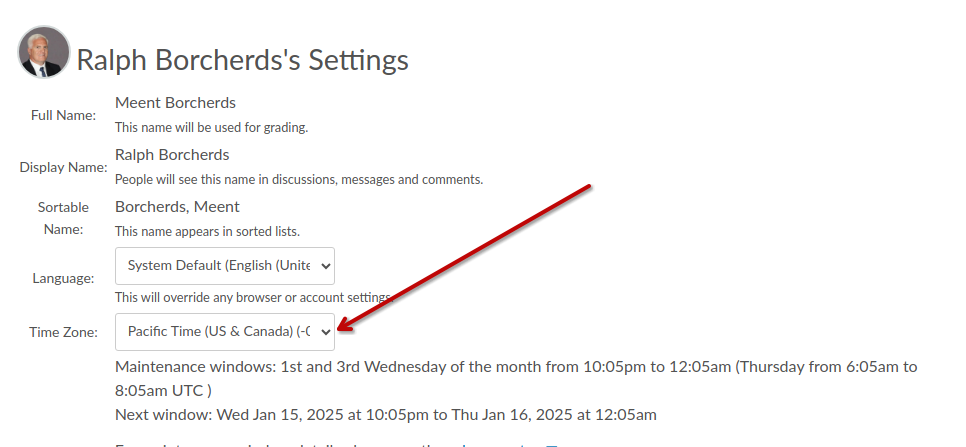 Ralph Borcherds's Settings
Full Name:
Meent Borcherds
This name will be used for grading.
Display Name:
Ralph Borcherds
People will see this name in discussions, messages and comments.
Sortable
Name:
Borcherds, Meent
This name appears in sorted lists.
Language:
System Default (English (Unite
This will override any browser or account settings.
Time Zone:
Pacific Time (US & Canada) (-0
Maintenance windows: 1st and 3rd Wednesday of the month from 10:05pm to 12:05am (Thursday from 6:05am to
8:05am UTC )
Next window: Wed Jan 15, 2025 at 10:05pm to Thu Jan 16, 2025 at 12:05am